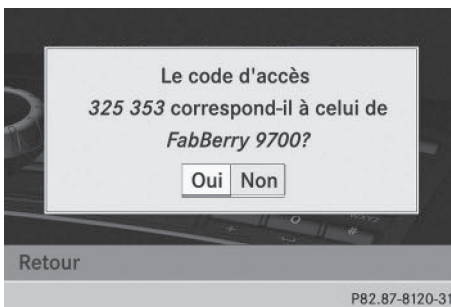 Le code d'accès
325 353 correspond-il à celui de
FabBerry 9700?
Oui Non
Retour
P82.87-8120-31